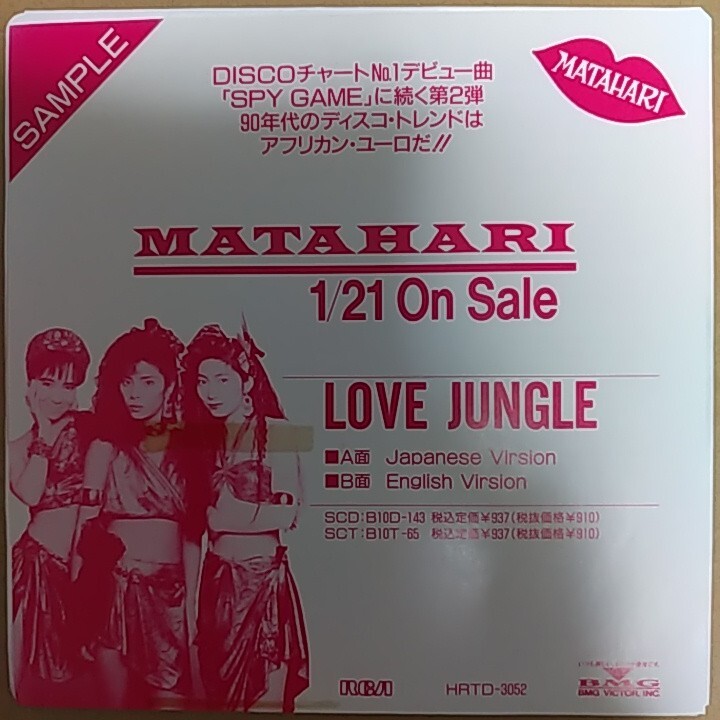 SAMPLE
DISCOチャートNo.1デビュー曲
「SPY GAME」に続く第2弾
90年代のディスコ・トレンドは
アフリカン・ユーロだ!!
MATAHARI
MATAHARI
1/21 On Sale
LOVE JUNGLE
■A面 Japanese Virsion
■B面 English Virsion
SCD:B10D-143 税込定価¥937(税抜価格¥910)
SCT:B10T-65 税込定価¥937(税抜価格¥910)
RCA
HRTD-3052
BMG
BMG VICTOR, INC.